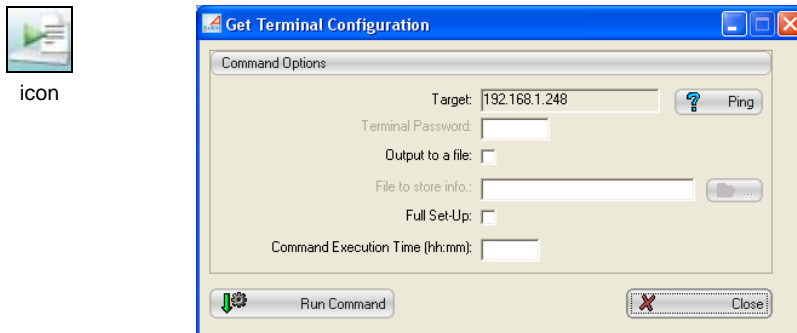 Get Terminal Configuration
icon
Command Options
Target: 192.168.1.248 ? Ping
Terminal Password:
Output to a file:
File to store info.: ...
Full Set-Up:
Command Execution Time (hh:mm):
Run Command Close